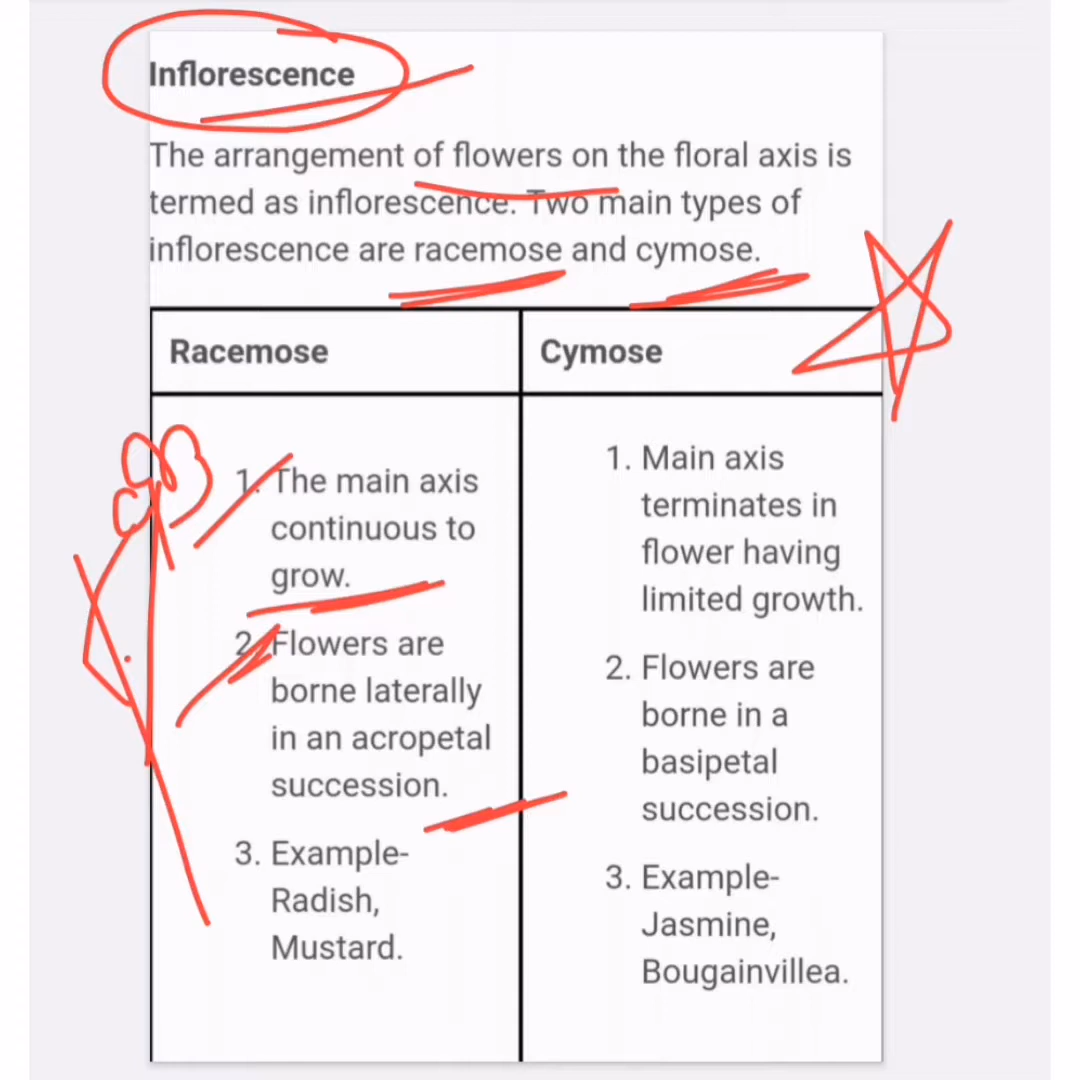 Inflorescence
The arrangement of flowers on the floral axis is
termed as inflorescence. Two main types of
inflorescence are racemose and cymose.
Racemose
1. The main axis
continuous to
grow.
2. Flowers are
borne laterally
in an acropetal
succession.
3. Example-
Radish,
Mustard.
Cymose
1. Main axis
terminates in
flower having
limited growth.
2. Flowers are
borne in a
basipetal
succession.
3. Example-
Jasmine,
Bougainvillea.